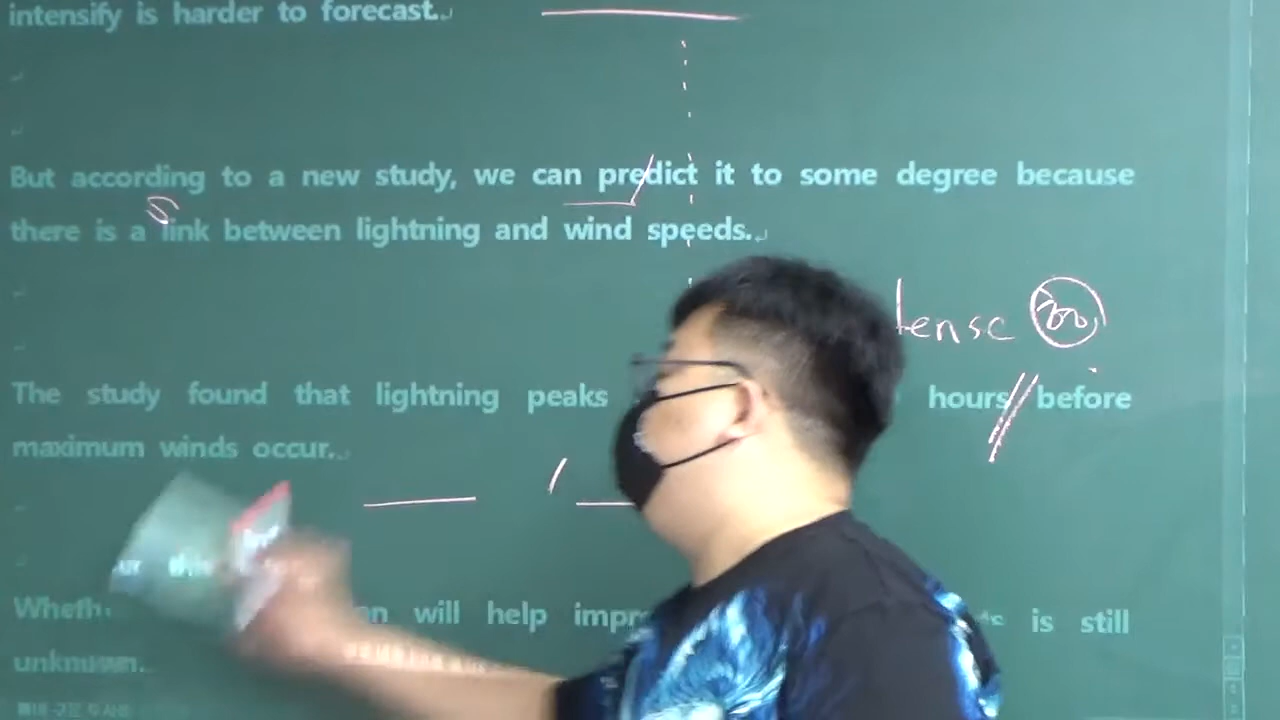 intensify is harder to forecast.
But according to a new study, we can predict it to some degree because
S
there is a link between lightning and wind speeds.
tense
The study found that lightning peaks hours before
maximum winds occur.
will help is still